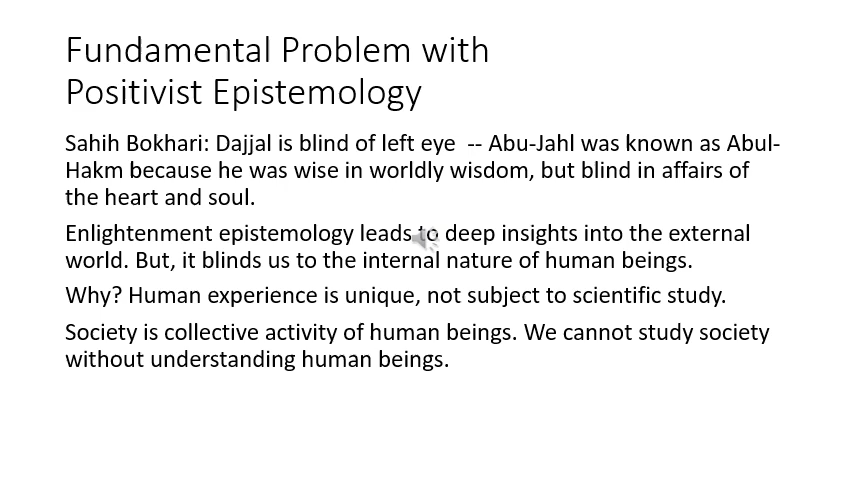 Fundamental Problem with
Positivist Epistemology
Sahih Bokhari: Dajjal is blind of left eye  -- Abu-Jahl was known as Abul-
Hakm because he was wise in worldly wisdom, but blind in affairs of
the heart and soul.
Enlightenment epistemology leads to deep insights into the external
world. But, it blinds us to the internal nature of human beings.
Why? Human experience is unique, not subject to scientific study.
Society is collective activity of human beings. We cannot study society
without understanding human beings.